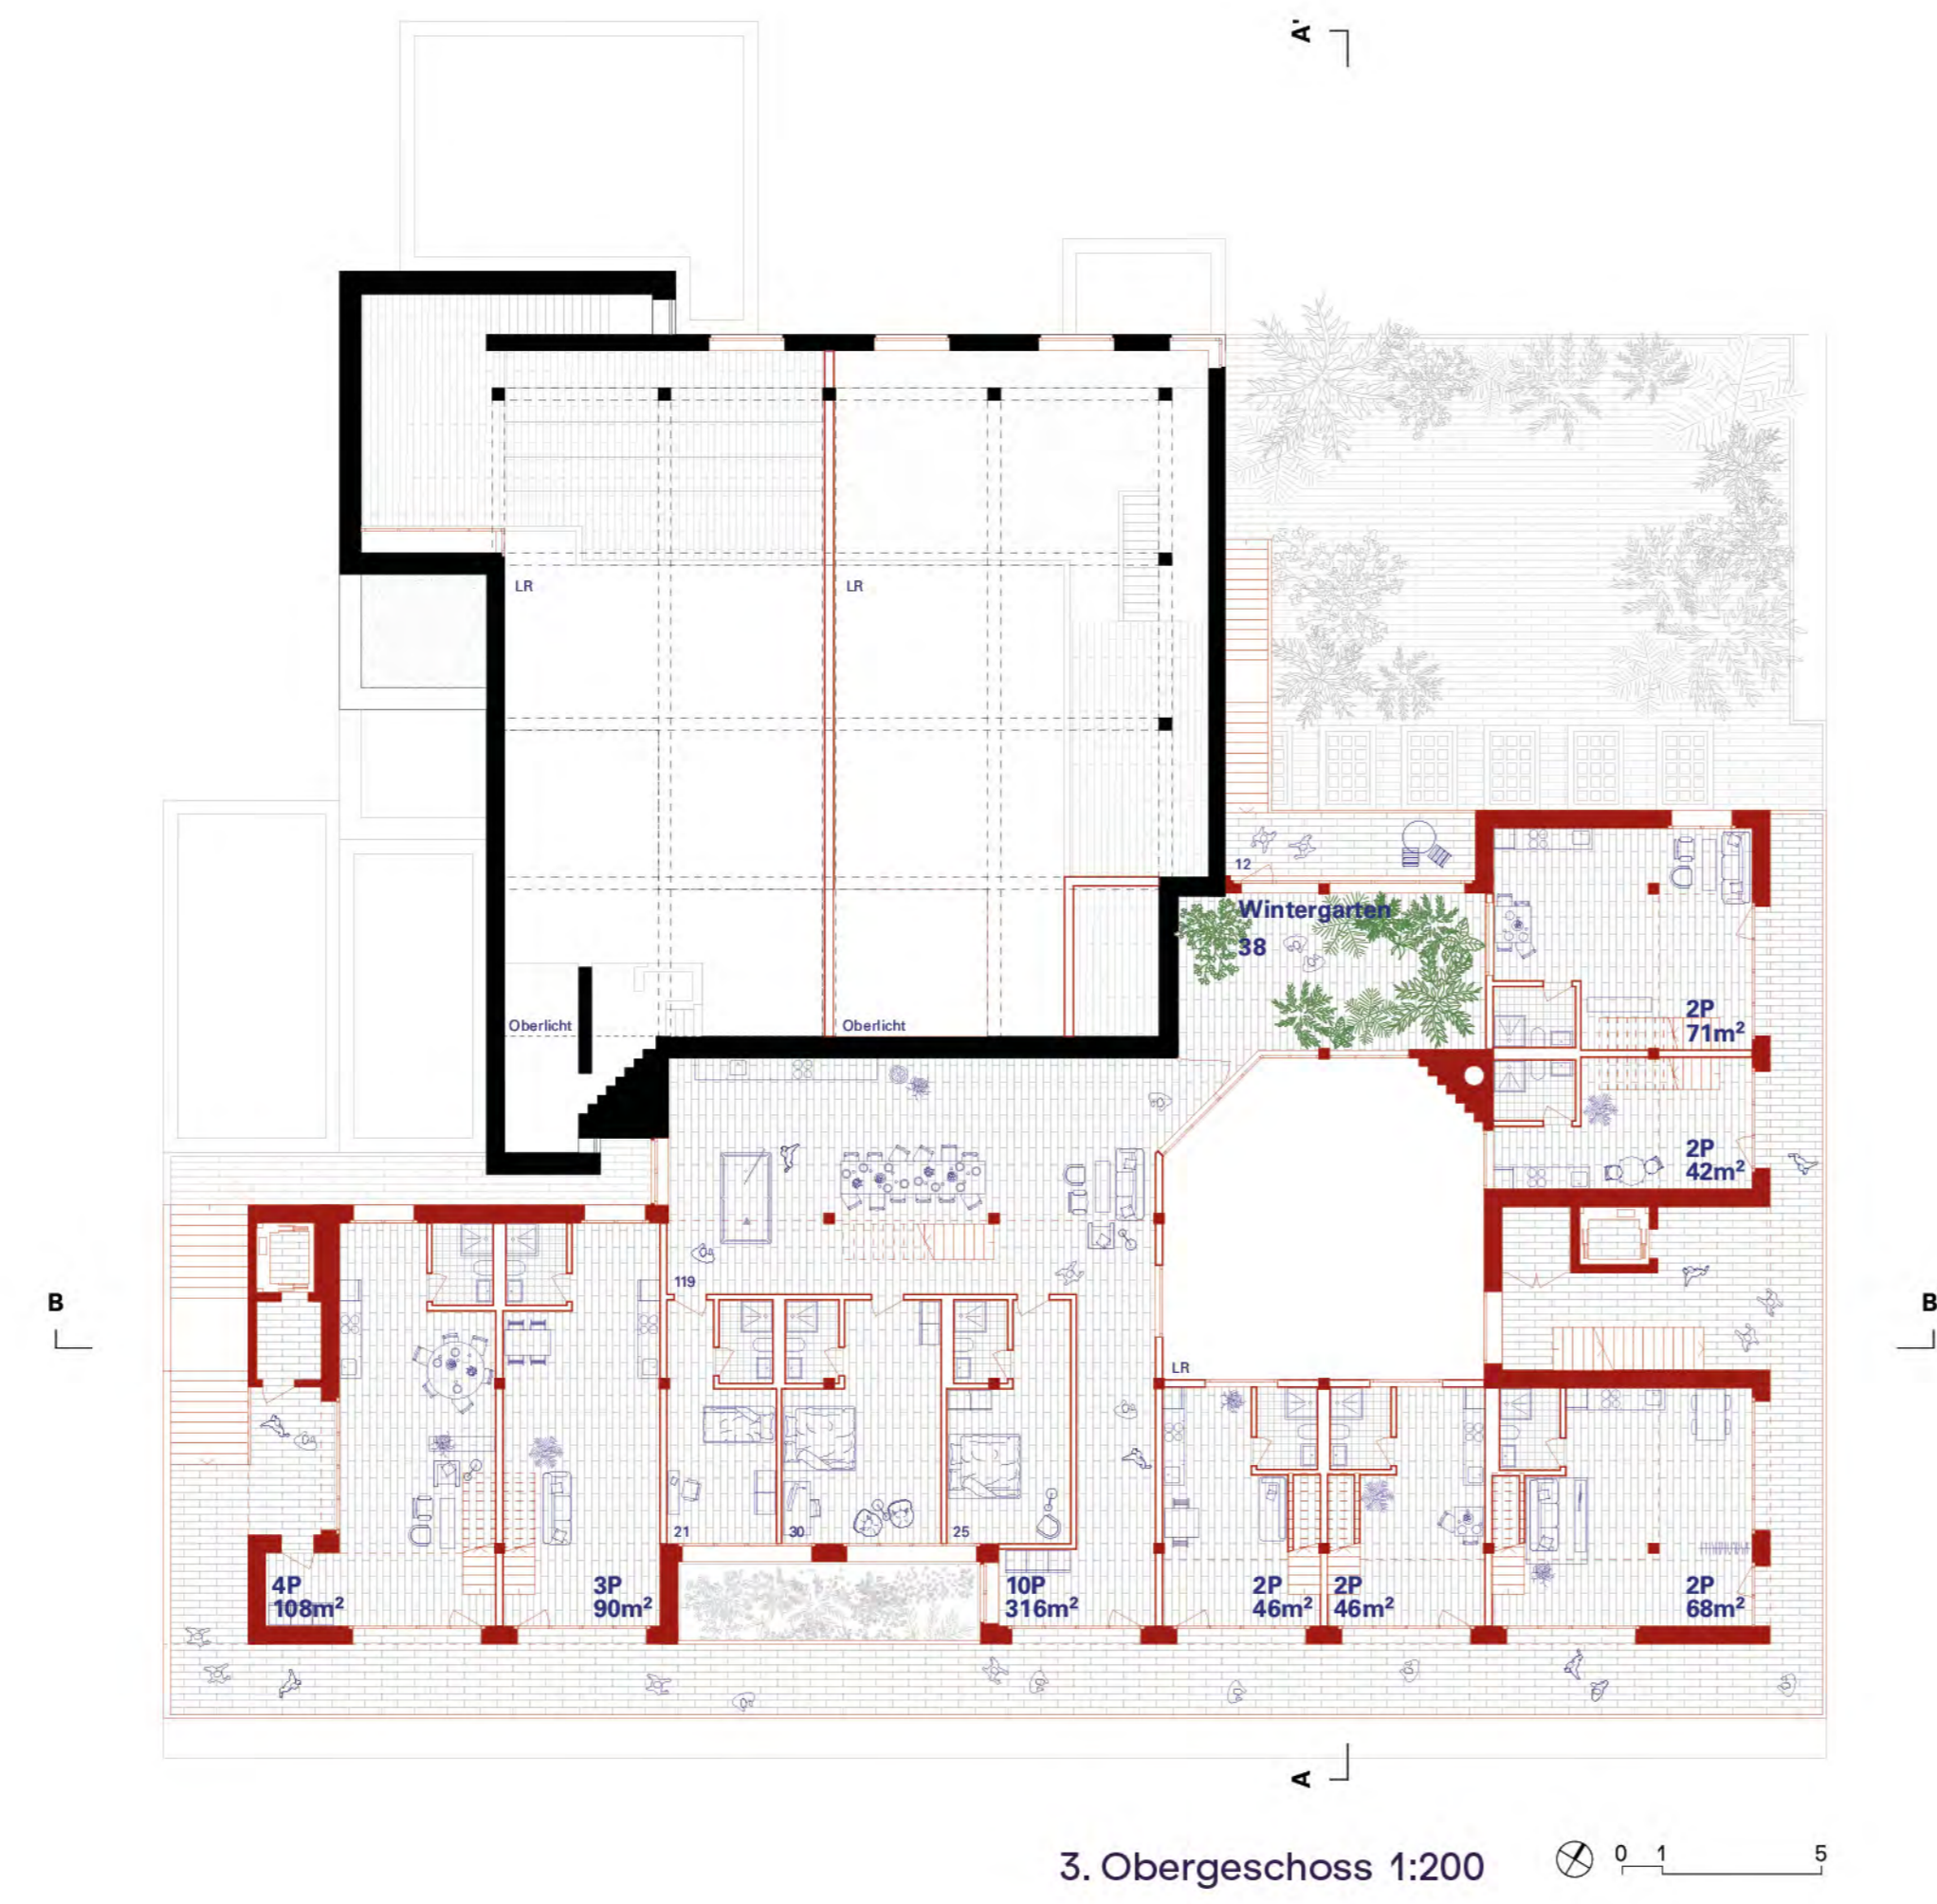 A'
LR
LR
12
Wintergarten
38
2P
71m²
Oberlicht
Oberlicht
2P
42m²
119
B
B
LR
21
30
25
4P
108m²
3P
90m²
10P
316m²
2P
46m²
2P
46m²
2P
68m²
A
3. Obergeschoss 1:200
0 1 5